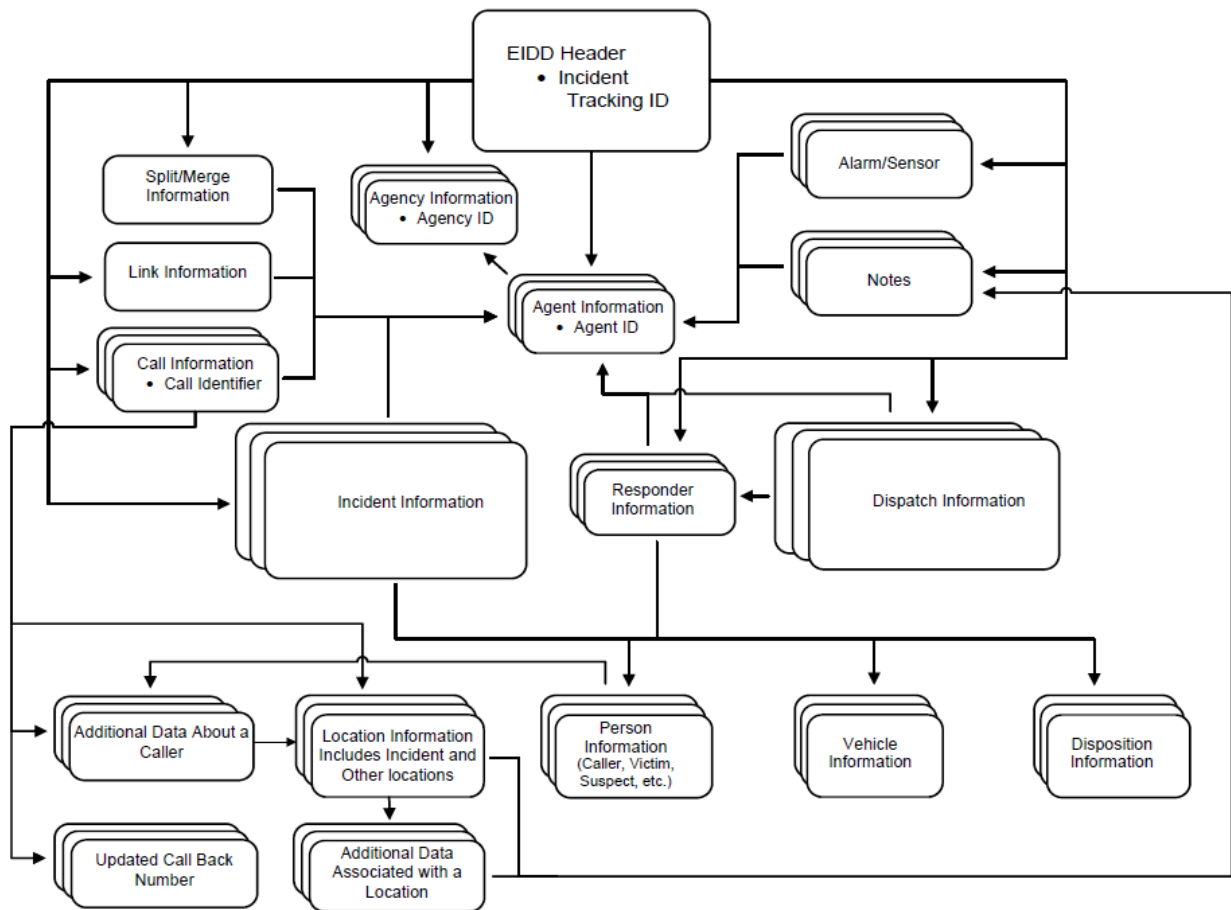 EIDD Header
• Incident
Tracking ID
Split/Merge
Information
Agency Information
• Agency ID
Alarm/Sensor
Link Information
Notes
Agent Information
• Agent ID
Call Information
• Call Identifier
Incident Information
Responder
Information
Dispatch Information
Additional Data About a
Caller
Location Information
Includes Incident and
Other locations
Person
Information
(Caller, Victim,
Suspect, etc.)
Vehicle
Information
Disposition
Information
Updated Call Back
Number
Additional Data
Associated with a
Location